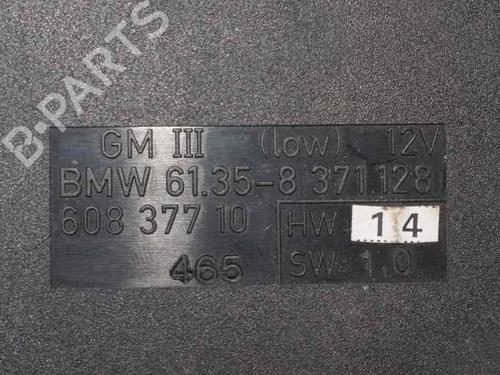 B-PARTS
GM III (low) 12V
BMW 61.35-8 371.128
608 377 10
HW: 14
465
SW: 1.0